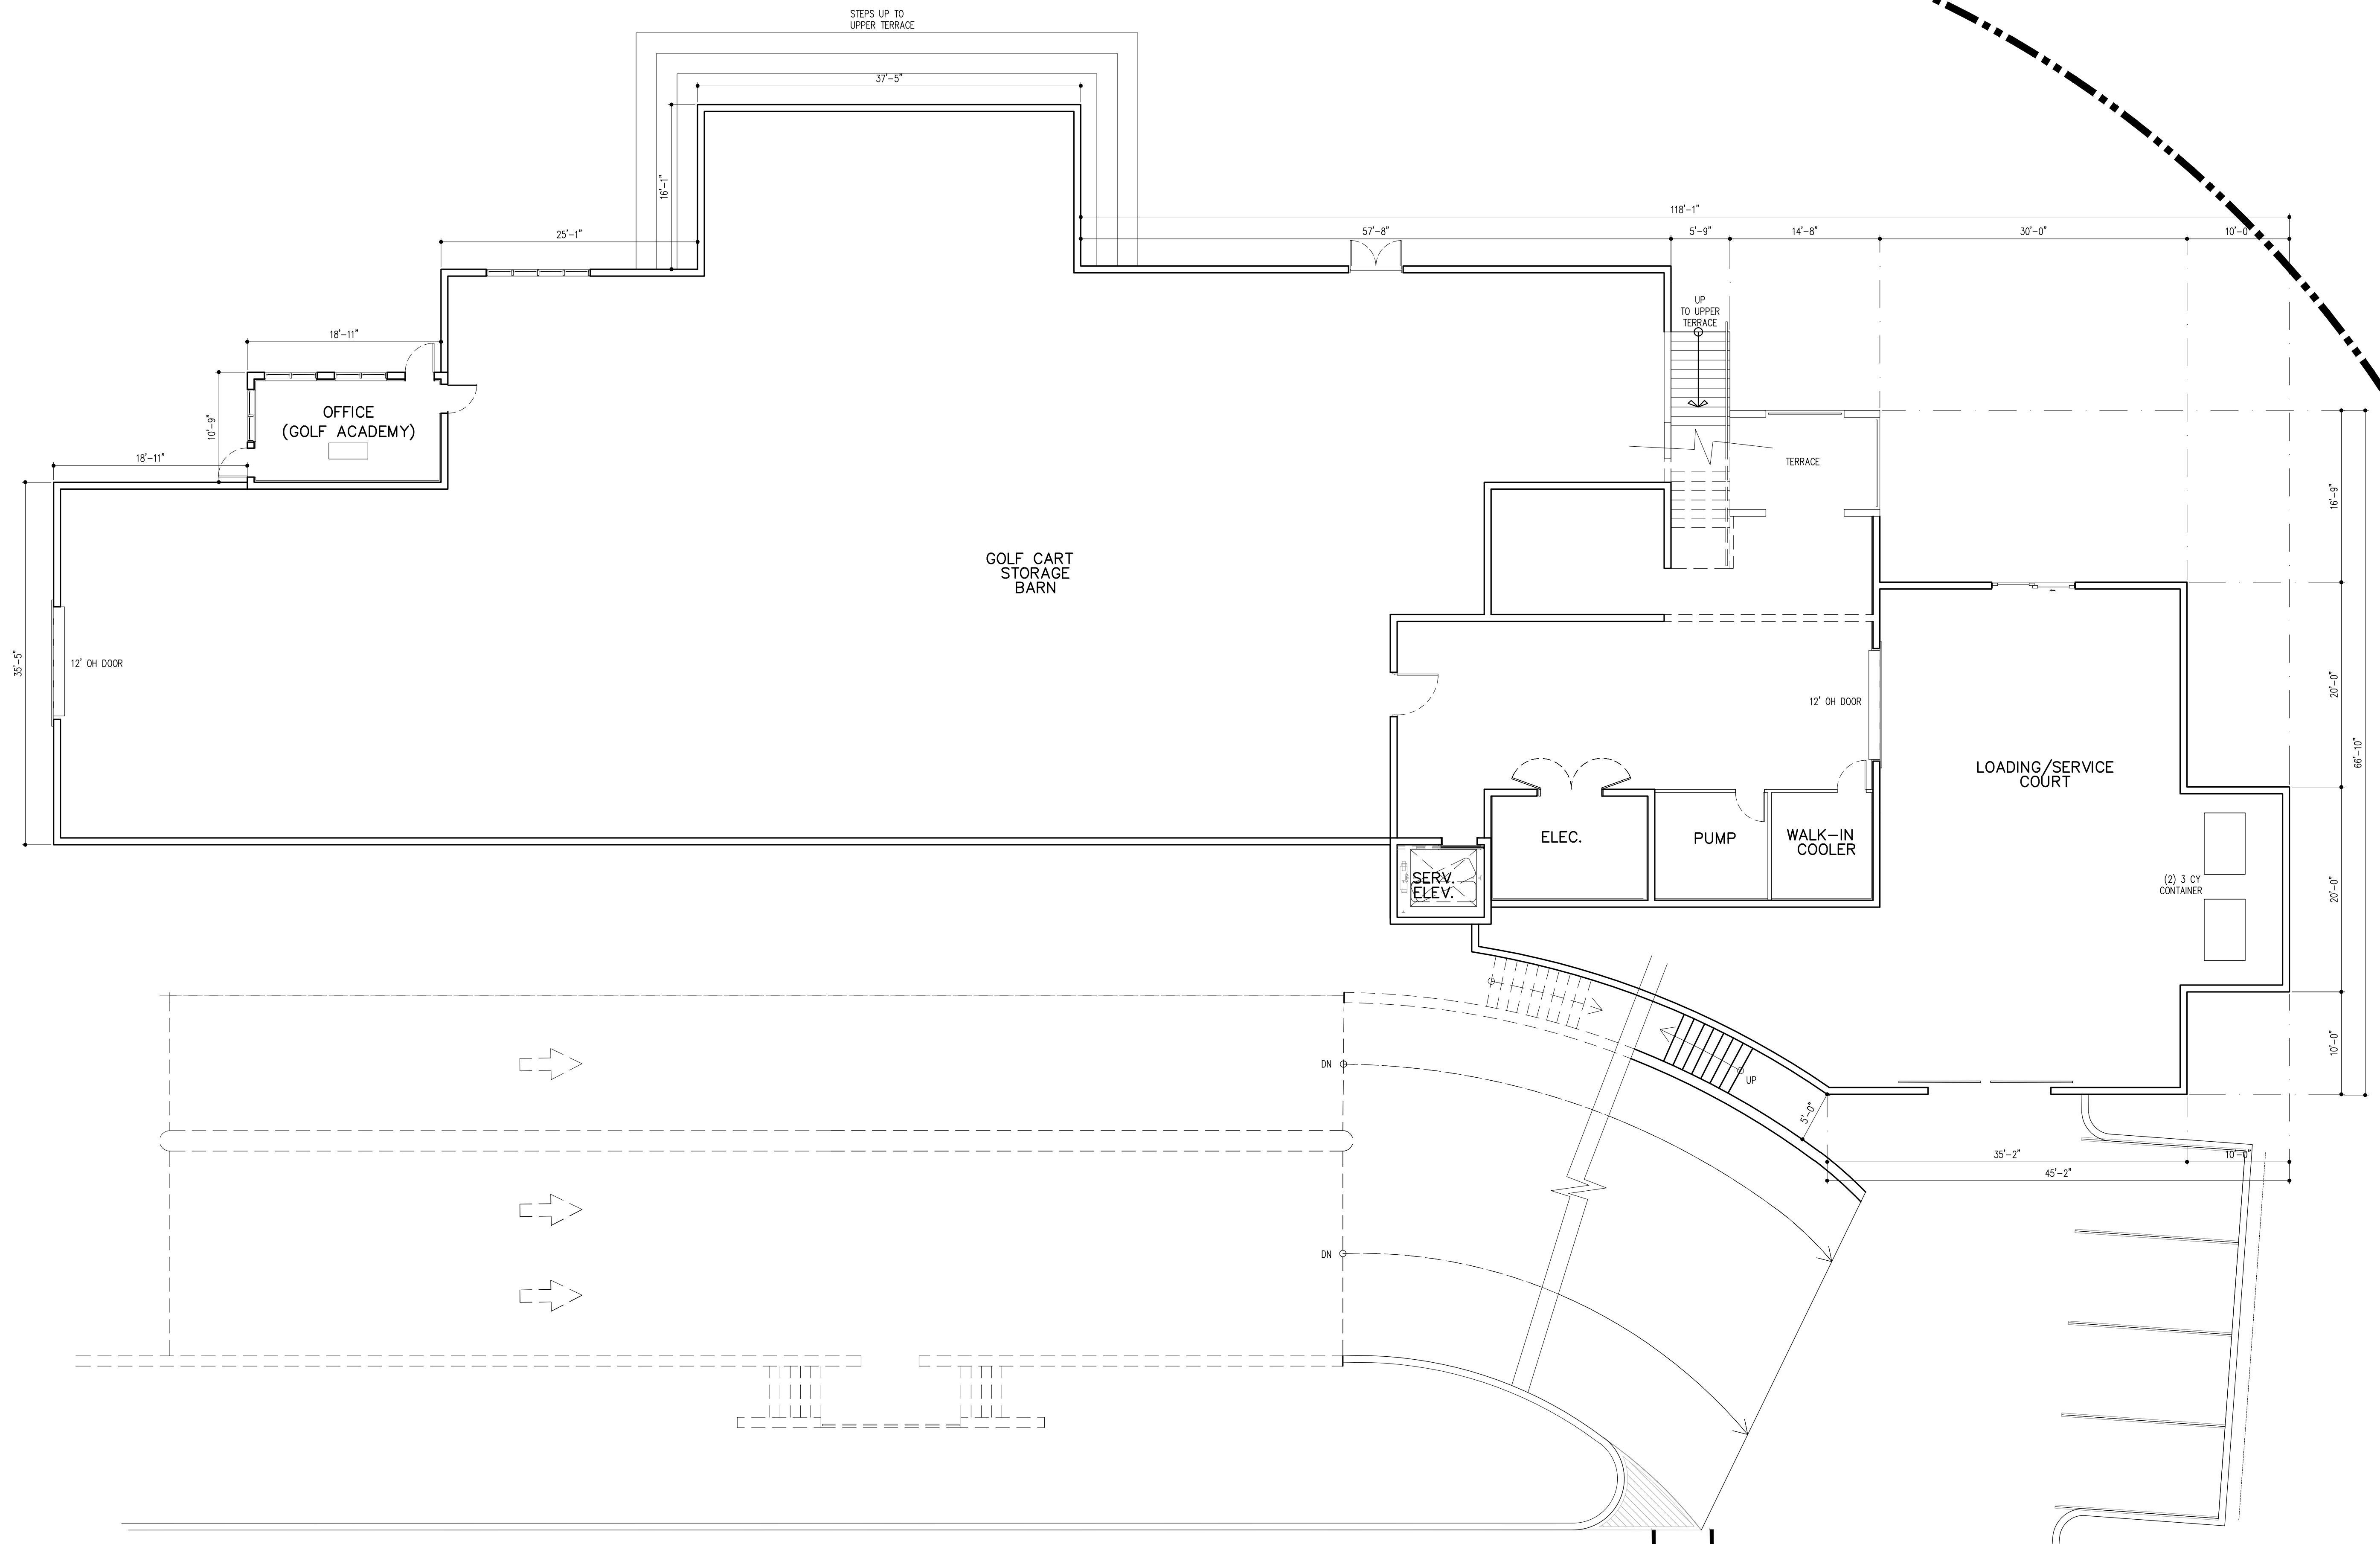 STEPS UP TO
UPPER TERRACE
37'-5"
16'-1"
118'-1"
25'-1"
57'-8"
5'-9"
14'-8"
30'-0"
10'-0
UP
TO UPPER
TERRACE
18'-11"
10'-9"
OFFICE
(GOLF ACADEMY)
18'-11"
TERRACE
16'-9"
GOLF CART
STORAGE
BARN
35'-5"
12' OH DOOR
12' OH DOOR
20'-0"
66'-10"
LOADING/SERVICE
COURT
ELEC.
PUMP
WALK-IN
COOLER
SERV.
ELEV.
(2) 3 CY
CONTAINER
20'-0"
10'-0"
DN
UP
5'-0"
35'-2"
10'-0"
45'-2"
DN